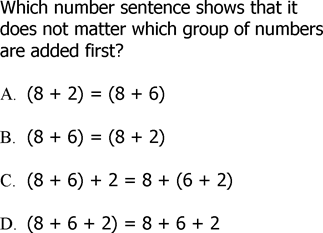 Which number sentence shows that it
does not matter which group of numbers
are added first?
A. (8 + 2) = (8 + 6)
B. (8 + 6) = (8 + 2)
C. (8 + 6) + 2 = 8 + (6 + 2)
D. (8 + 6 + 2) = 8 + 6 + 2